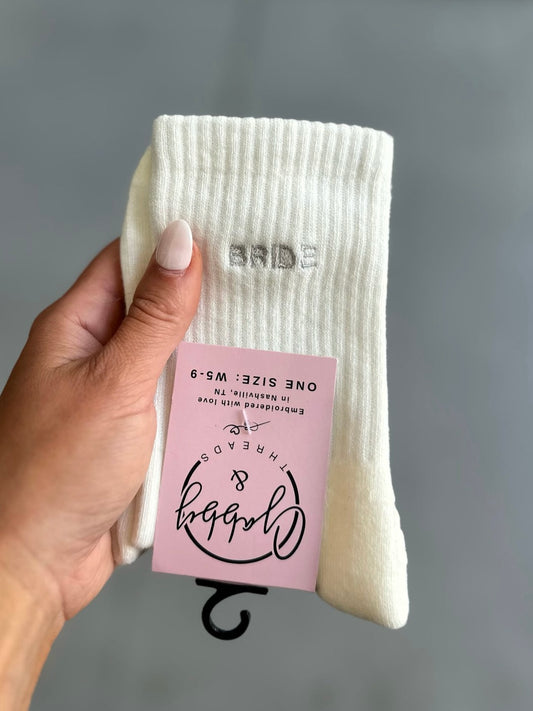 BRIDE
Gabby
&
THREADS
Embroidered with love
in Nashville, TN
ONE SIZE: W5-9